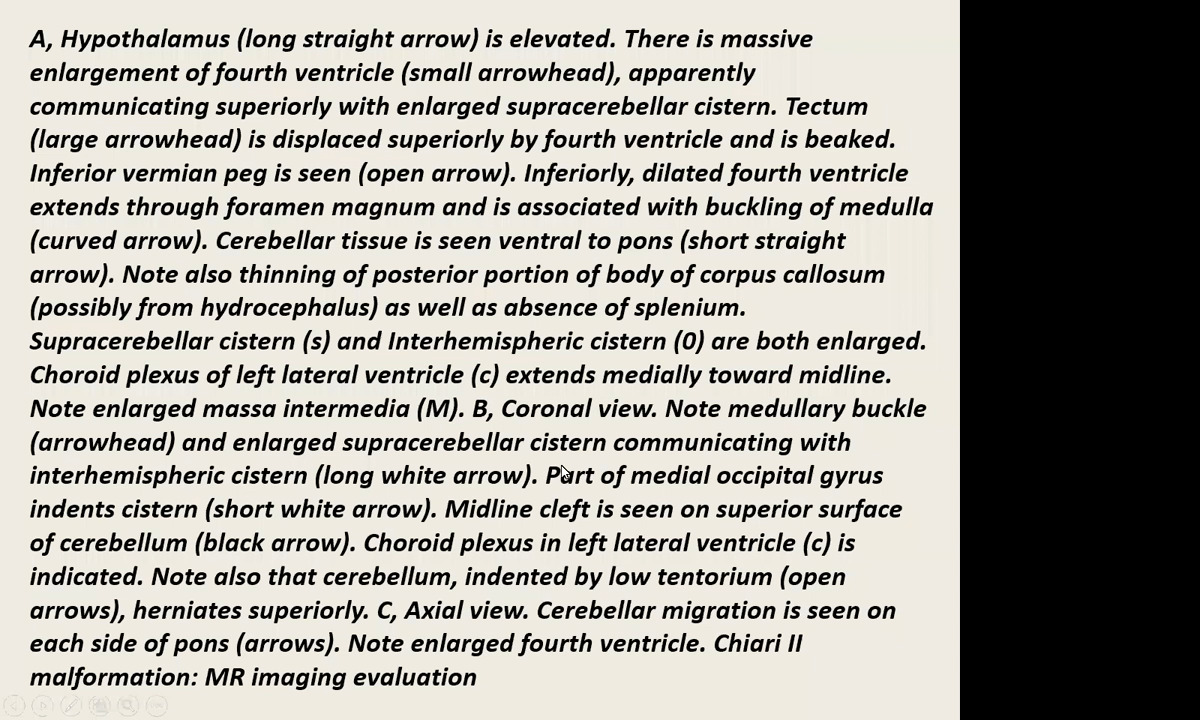 A, Hypothalamus (long straight arrow) is elevated. There is massive
enlargement of fourth ventricle (small arrowhead), apparently
communicating superiorly with enlarged supracerebellar cistern. Tectum
(large arrowhead) is displaced superiorly by fourth ventricle and is beaked.
Inferior vermian peg is seen (open arrow). Inferiorly, dilated fourth ventricle
extends through foramen magnum and is associated with buckling of medulla
(curved arrow). Cerebellar tissue is seen ventral to pons (short straight
arrow). Note also thinning of posterior portion of body of corpus callosum
(possibly from hydrocephalus) as well as absence of splenium.
Supracerebellar cistern (s) and Interhemispheric cistern (0) are both enlarged.
Choroid plexus of left lateral ventricle (c) extends medially toward midline.
Note enlarged massa intermedia (M). B, Coronal view. Note medullary buckle
(arrowhead) and enlarged supracerebellar cistern communicating with
interhemispheric cistern (long white arrow). Part of medial occipital gyrus
indents cistern (short white arrow). Midline cleft is seen on superior surface
of cerebellum (black arrow). Choroid plexus in left lateral ventricle (c) is
indicated. Note also that cerebellum, indented by low tentorium (open
arrows), herniates superiorly. C, Axial view. Cerebellar migration is seen on
each side of pons (arrows). Note enlarged fourth ventricle. Chiari II
malformation: MR imaging evaluation